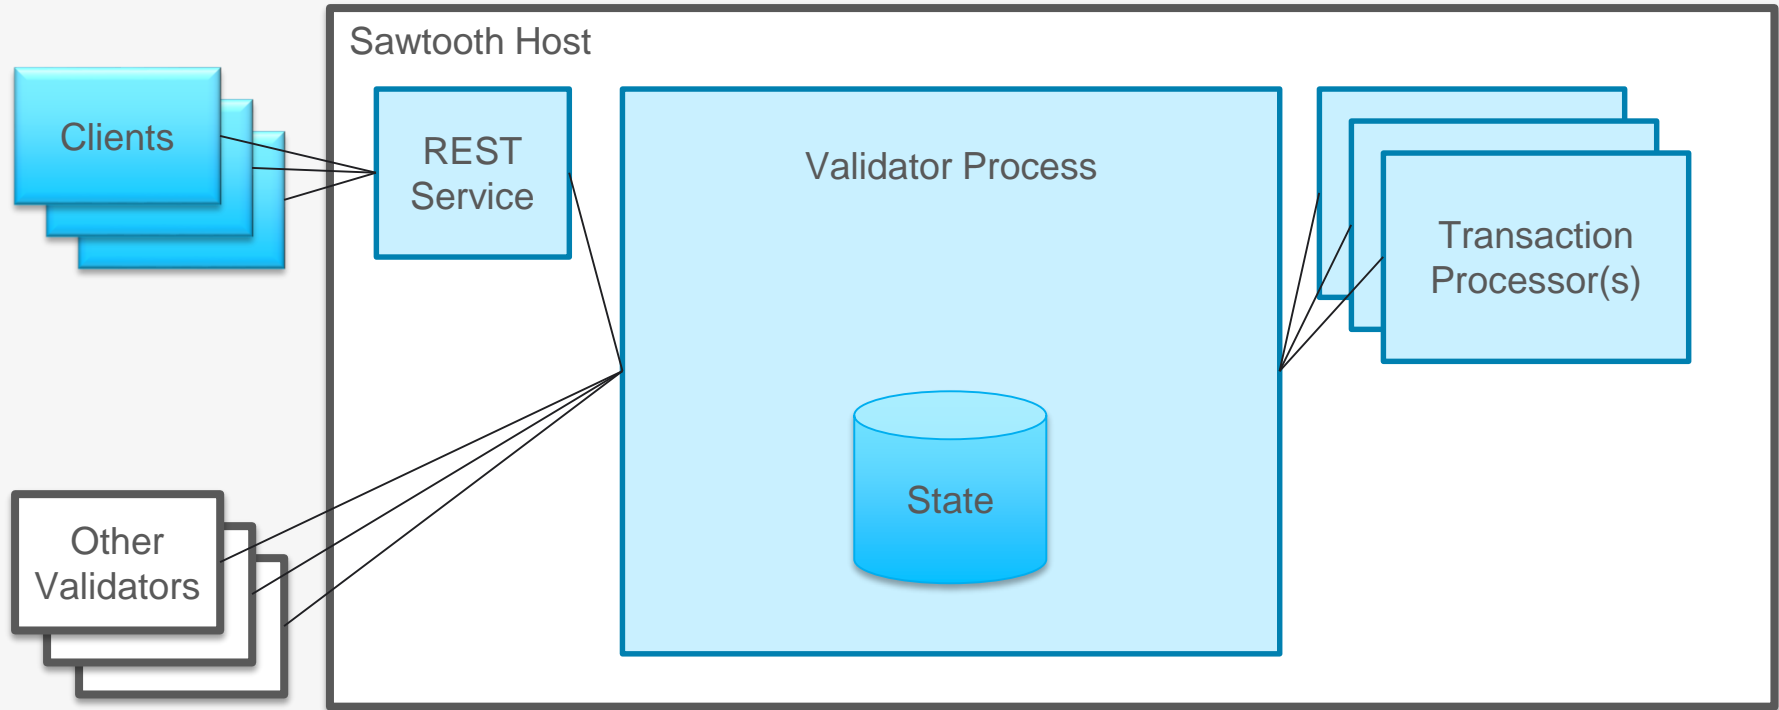 Sawtooth Host
Clients
REST
Service
Validator Process
Transaction
Processor(s)
State
Other
Validators